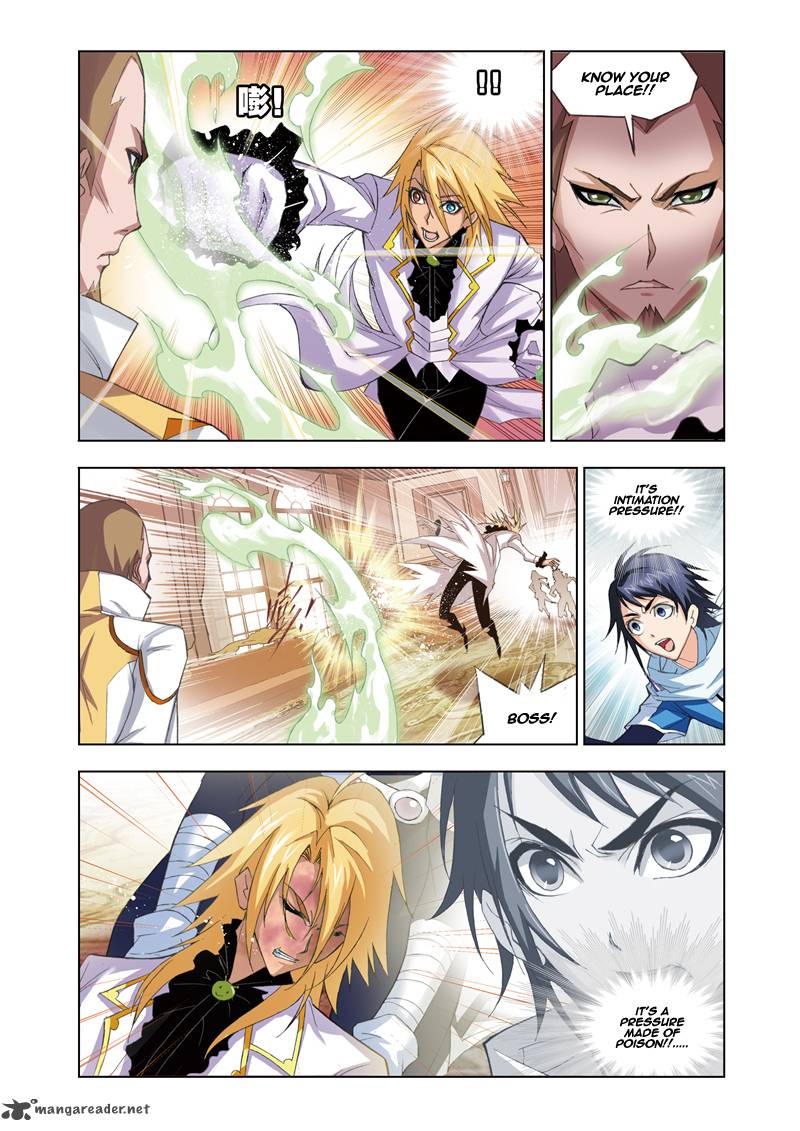 嘭!
!!
KNOW YOUR
PLACE!!
BOSS!
IT'S
INTIMATION
PRESSURE!!
IT'S A
PRESSURE
MADE OF
POISON!!.....
mangareader.net